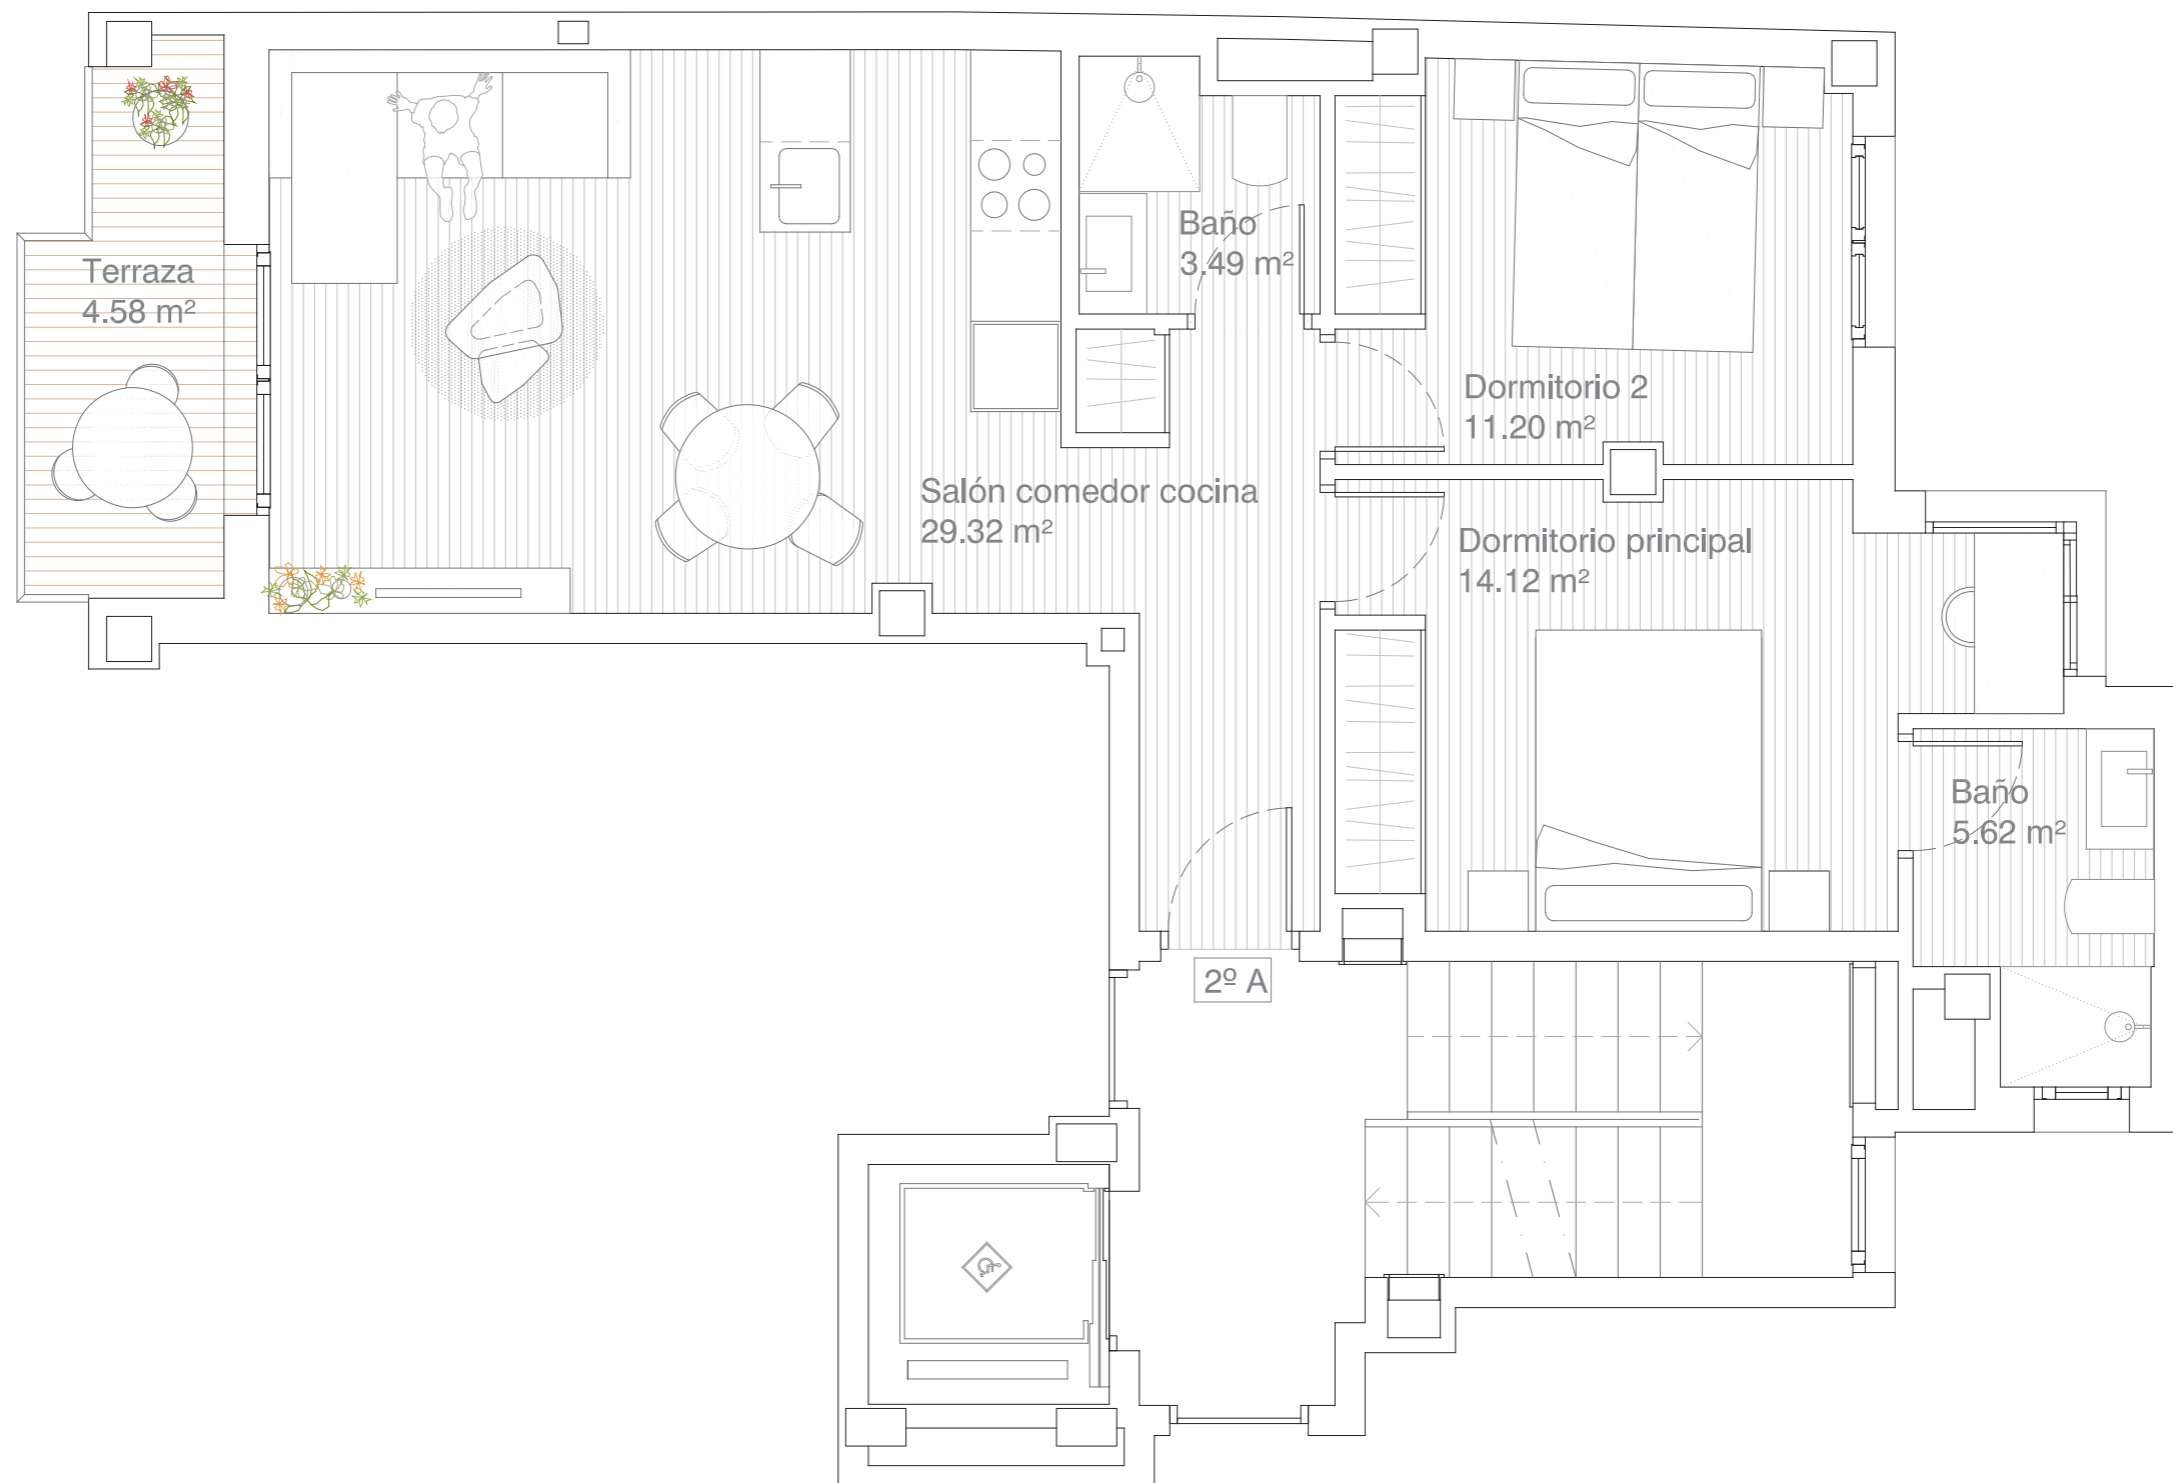 Terraza
4.58 m²
Baño
3.49 m²
Dormitorio 2
11.20 m²
Salón comedor cocina
29.32 m²
Dormitorio principal
14.12 m²
Baño
5.62 m²
2º A